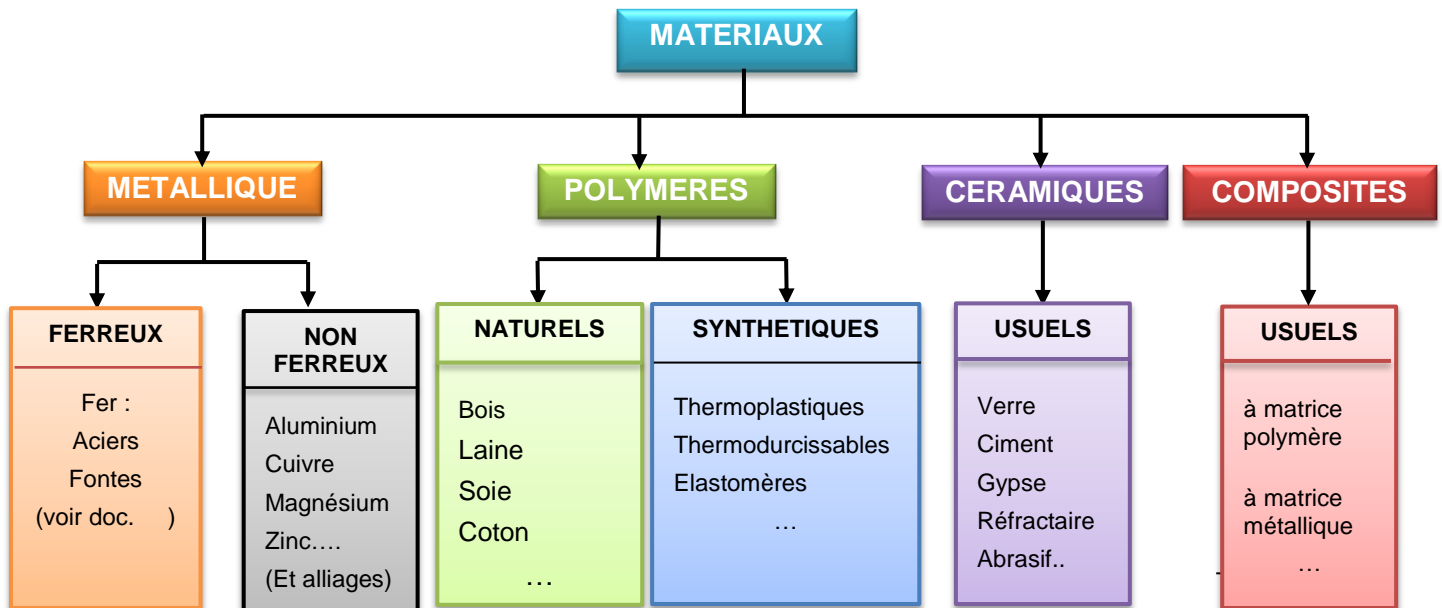 MATERIAUX
METALLIQUE
POLYMERES
CERAMIQUES
COMPOSITES
FERREUX
Fer :
Aciers
Fontes
(voir doc. )
NON
FERREUX
Aluminium
Cuivre
Magnésium
Zinc....
(Et alliages)
NATURELS
Bois
Laine
Soie
Coton
...
SYNTHETIQUES
Thermoplastiques
Thermodurcissables
Elastomères
...
USUELS
Verre
Ciment
Gypse
Réfractaire
Abrasif..
USUELS
à matrice
polymère
à matrice
métallique
...